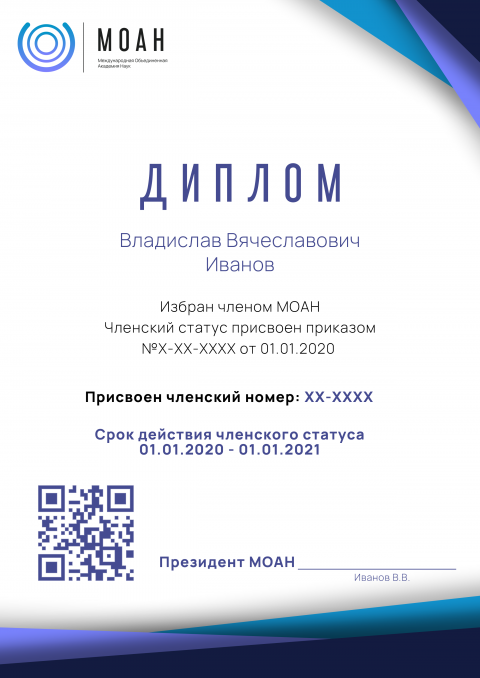 МОАН
Международная Объединенная
Академия Наук
ДИПЛОМ
Владислав Вячеславович
Иванов
Избран членом МОАН
Членский статус присвоен приказом
№X-XX-XXXX от 01.01.2020
Присвоен членский номер: XX-XXXX
Срок действия членского статуса
01.01.2020 - 01.01.2021
Президент МОАН
Иванов В.В.